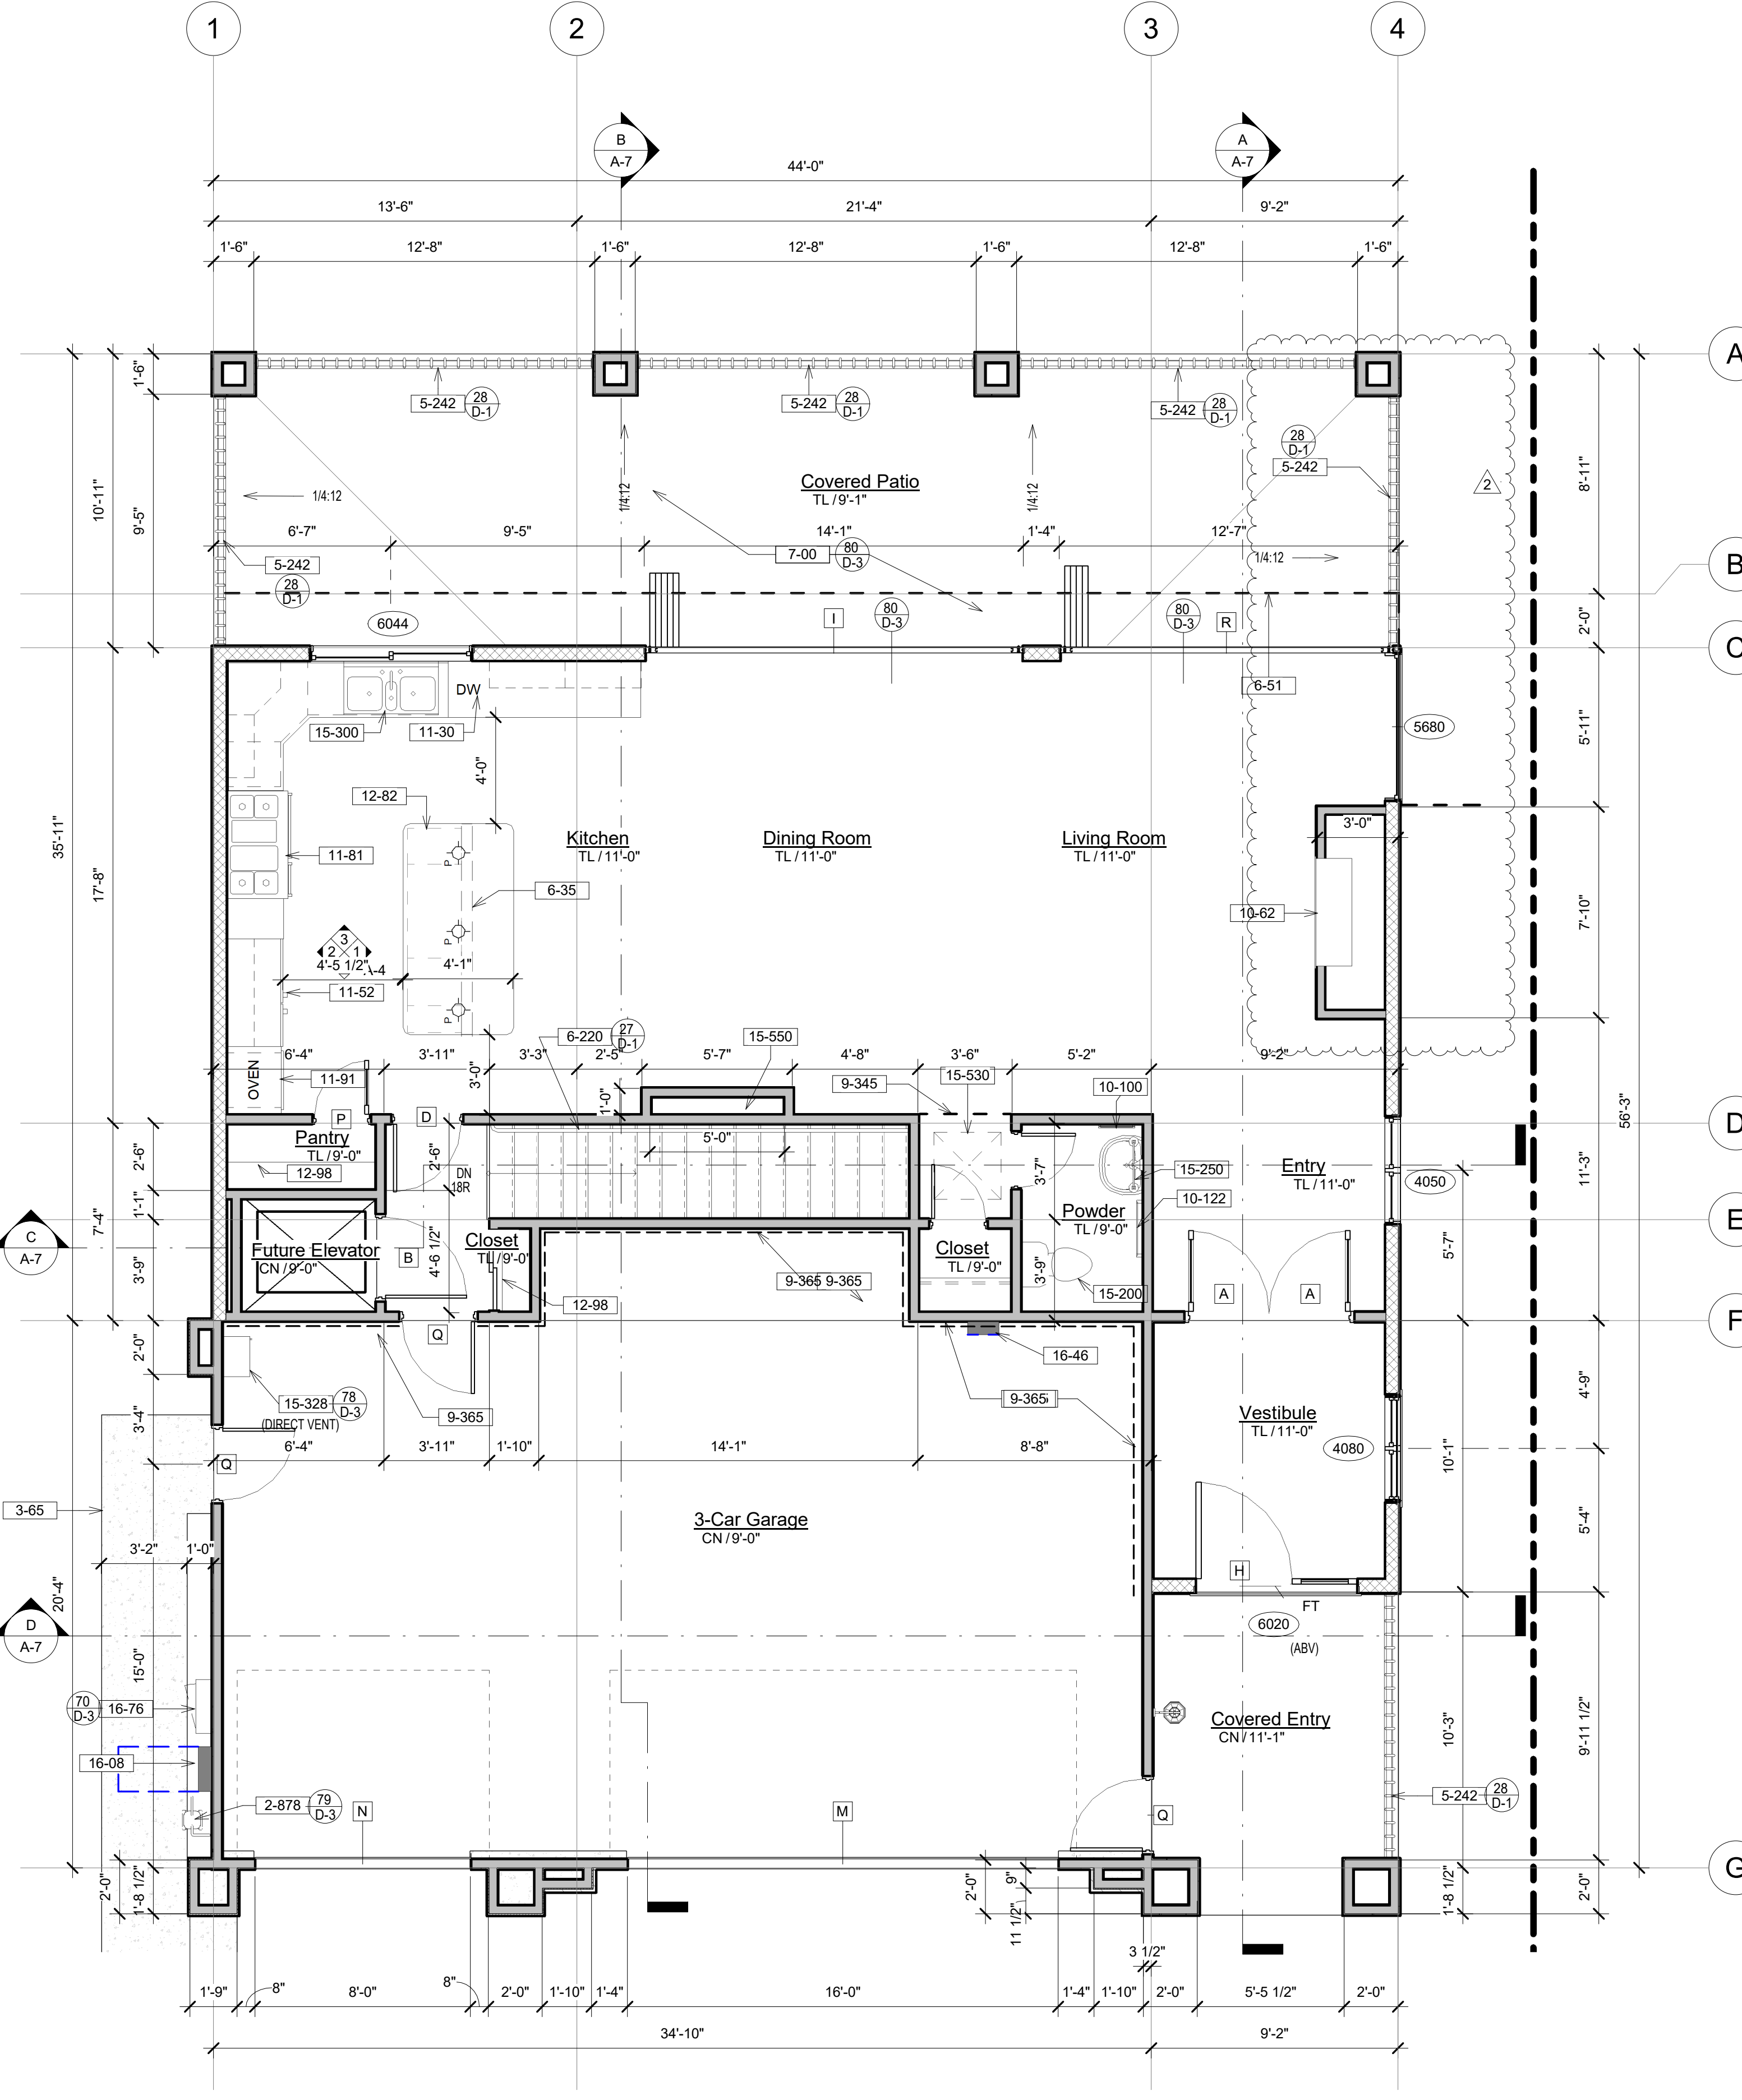 1
2
3
4
B
A-7
A
A-7
44'-0"
13'-6"
21'-4"
9'-2"
1'-6"
12'-8"
1'-6"
12'-8"
1'-6"
12'-8"
1'-6"
A
1'-6"
5-242
28
D-1
5-242
28
D-1
5-242
28
D-1
28
D-1
5-242
2
8'-11"
10'-11"
9'-5"
Covered Patio
TL / 9'-1"
1/4:12
1/4:12
1/4:12
1/4:12
6'-7"
9'-5"
14'-1"
1'-4"
12'-7"
7-00
80
D-3
5-242
28
D-1
B
6044
I
80
D-3
80
D-3
R
2'-0"
C
6-51
DW
15-300
11-30
5680
5'-11"
4'-0"
12-82
35'-11"
17'-8"
Kitchen
TL / 11'-0"
Dining Room
TL / 11'-0"
Living Room
TL / 11'-0"
3'-0"
11-81
P
6-35
10-62
7'-10"
P
3
2
1
4'-5 1/2"
-4
4'-1"
11-52
P
6-220
27
D-1
15-550
6'-4"
3'-11"
3'-3"
2'-5"
5'-7"
4'-8"
3'-6"
5'-2"
9'-2"
OVEN
11-91
3'-0"
1'-0"
9-345
15-530
10-100
56'-3"
P
D
D
Pantry
TL / 9'-0"
12-98
2'-6"
2'-6"
DN
18R
5'-0"
3'-7"
15-250
10-122
Entry
TL / 11'-0"
4050
11'-3"
1'-1"
7'-4"
Powder
TL / 9'-0"
E
C
A-7
Future Elevator
CN / 9'-0"
B
4'-6 1/2"
Closet
TL / 9'-0"
Closet
TL / 9'-0"
3'-9"
3'-9"
5'-7"
9-365
9-365
12-98
15-200
A
A
Q
F
2'-0"
16-46
15-328
78
D-3
(DIRECT VENT)
9-365
9-365
4'-9"
3'-4"
Vestibule
TL / 11'-0"
4080
10'-1"
6'-4"
3'-11"
1'-10"
14'-1"
8'-8"
Q
3-65
3-Car Garage
CN / 9'-0"
5'-4"
3'-2"
1'-0"
H
20'-4"
D
A-7
FT
6020
(ABV)
15'-0"
70
D-3
16-76
Covered Entry
CN / 11'-1"
10'-3"
9'-11 1/2"
16-08
2-878
79
D-3
N
M
Q
5-242
28
D-1
G
2'-0"
1'-8 1/2"
2'-0"
9"
11 1/2"
1'-8 1/2"
2'-0"
3 1/2"
1'-9"
8"
8'-0"
8"
2'-0"
1'-10"
1'-4"
16'-0"
1'-4"
1'-10"
2'-0"
5'-5 1/2"
2'-0"
34'-10"
9'-2"